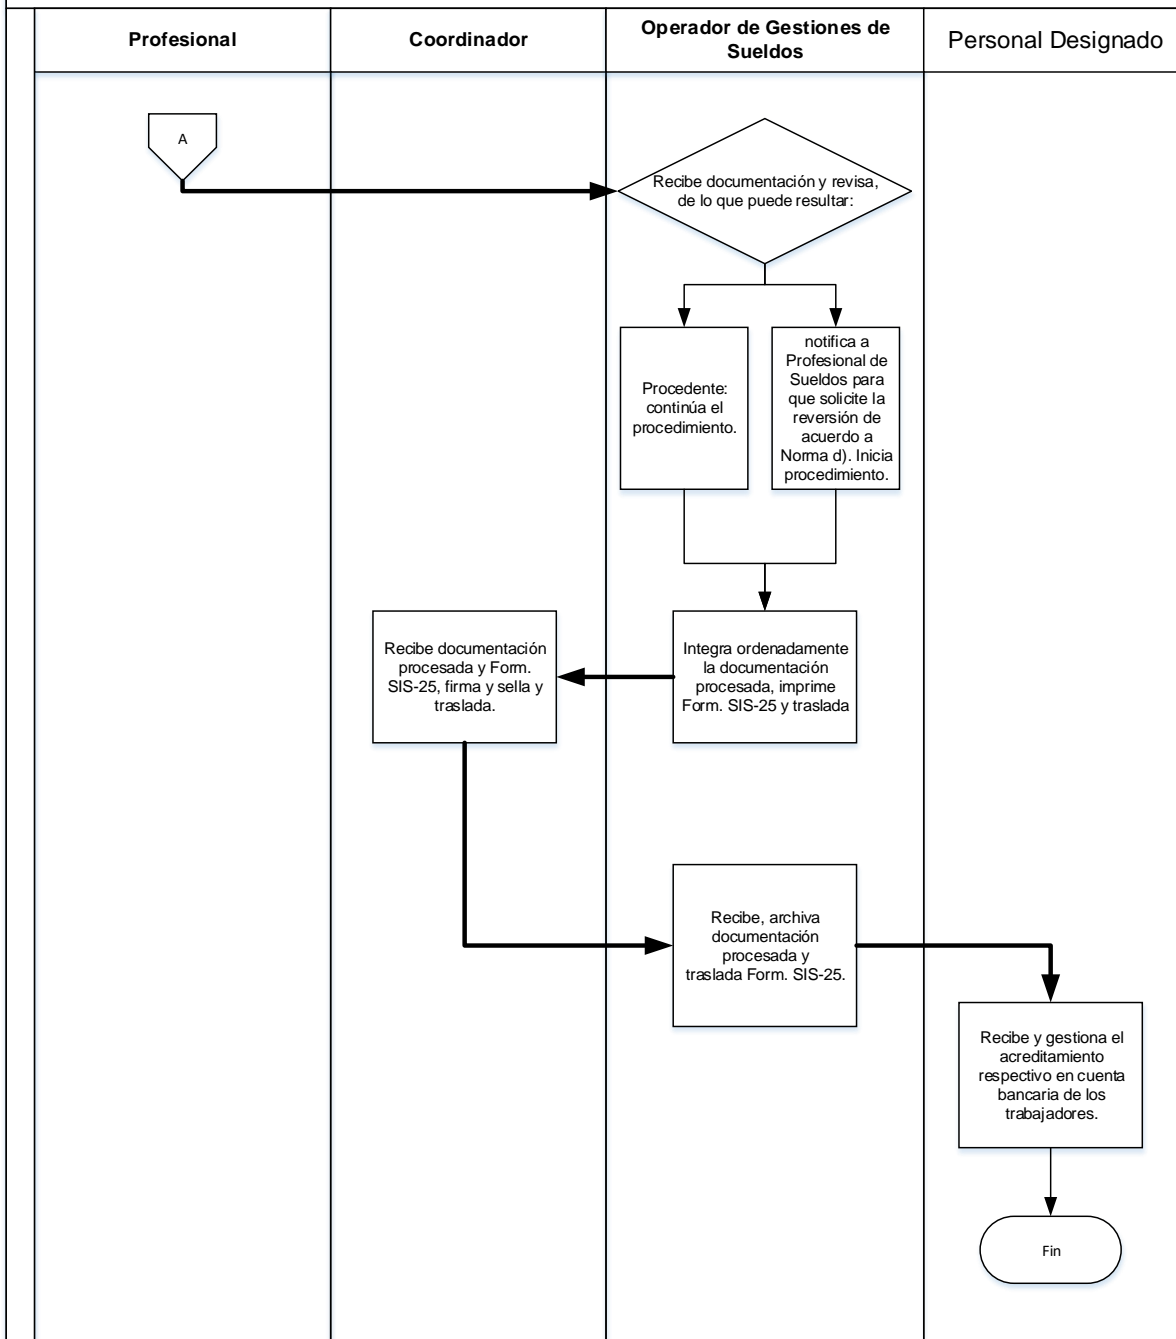 Profesional
Coordinador
Operador de Gestiones de
Sueldos
Personal Designado
A
Recibe documentación y revisa,
de lo que puede resultar:
Procedente:
continúa el
procedimiento.
notifica a
Profesional de
Sueldos para
que solicite la
reversión de
acuerdo a
Norma d). Inicia
procedimiento.
Recibe documentación
procesada y Form.
SIS-25, firma y sella y
traslada.
Integra ordenadamente
la documentación
procesada, imprime
Form. SIS-25 y traslada
Recibe, archiva
documentación
procesada y
traslada Form. SIS-25.
Recibe y gestiona el
acreditamiento
respectivo en cuenta
bancaria de los
trabajadores.
Fin